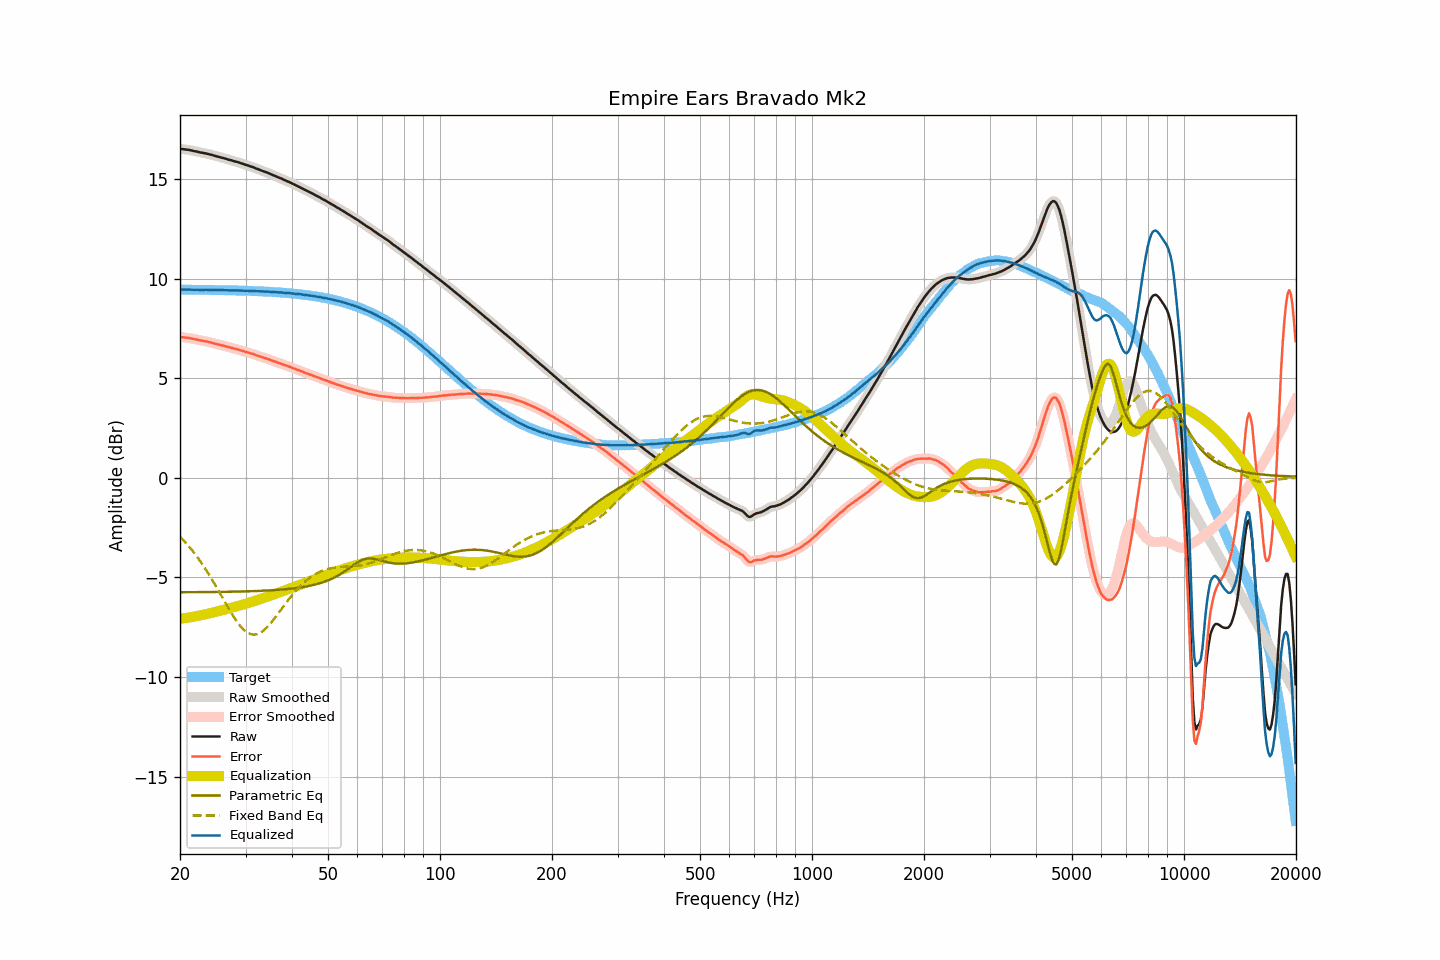 Empire Ears Bravado Mk2
15
10
5
0
−5
−10
−15
Amplitude (dBr)
Target
Raw Smoothed
Error Smoothed
Raw
Error
Equalization
Parametric Eq
Fixed Band Eq
Equalized
20 50 100 200 500 1000 2000 5000 10000 20000
Frequency (Hz)